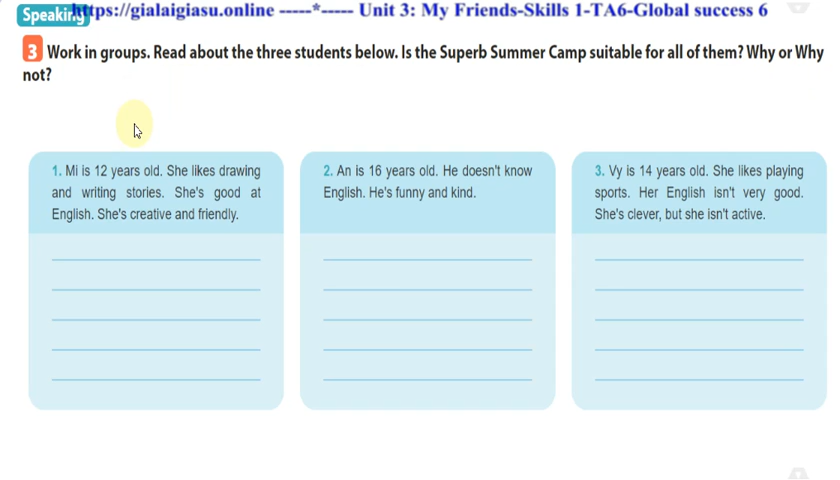 Speaking https://gialaigiasu.online -----*----- Unit 3: My Friends-Skills 1-TA6-Global success 6
3 Work in groups. Read about the three students below. Is the Superb Summer Camp suitable for all of them? Why or Why
not?
1. Mi is 12 years old. She likes drawing
and writing stories. She's good at
English. She's creative and friendly.
2. An is 16 years old. He doesn't know
English. He's funny and kind.
3. Vy is 14 years old. She likes playing
sports. Her English isn't very good.
She's clever, but she isn't active.